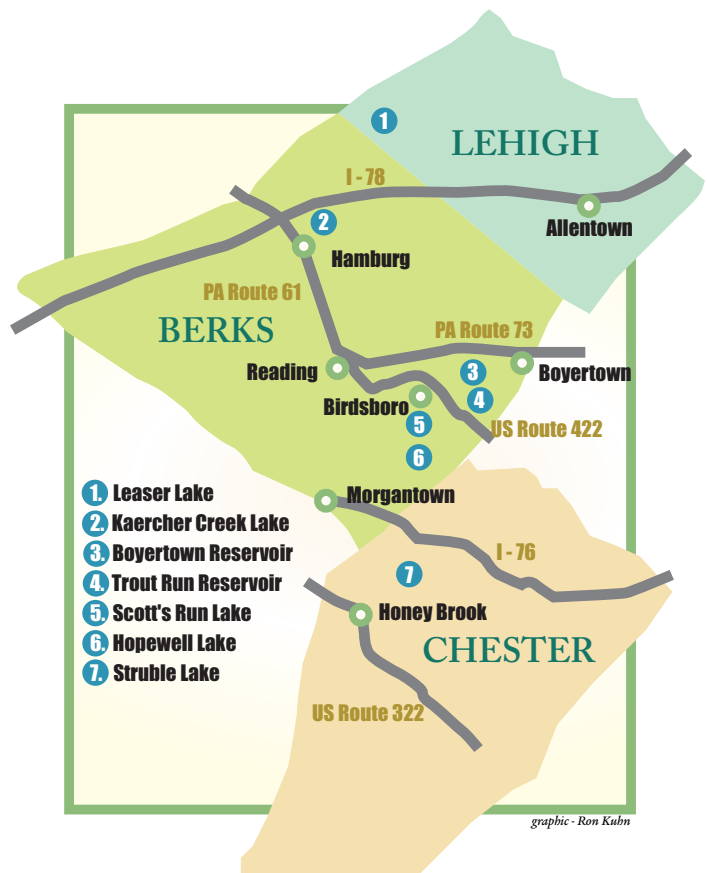 1
LEHIGH
I - 78
2
Allentown
Hamburg
PA Route 61
BERKS
PA Route 73
Reading
3
Boyertown
4
Birdsboro
5
US Route 422
6
1. Leaser Lake
2. Kaercher Creek Lake
3. Boyertown Reservoir
4. Trout Run Reservoir
5. Scott's Run Lake
6. Hopewell Lake
7. Struble Lake
Morgantown
I - 76
7
Honey Brook
CHESTER
US Route 322
graphic - Ron Kuhn